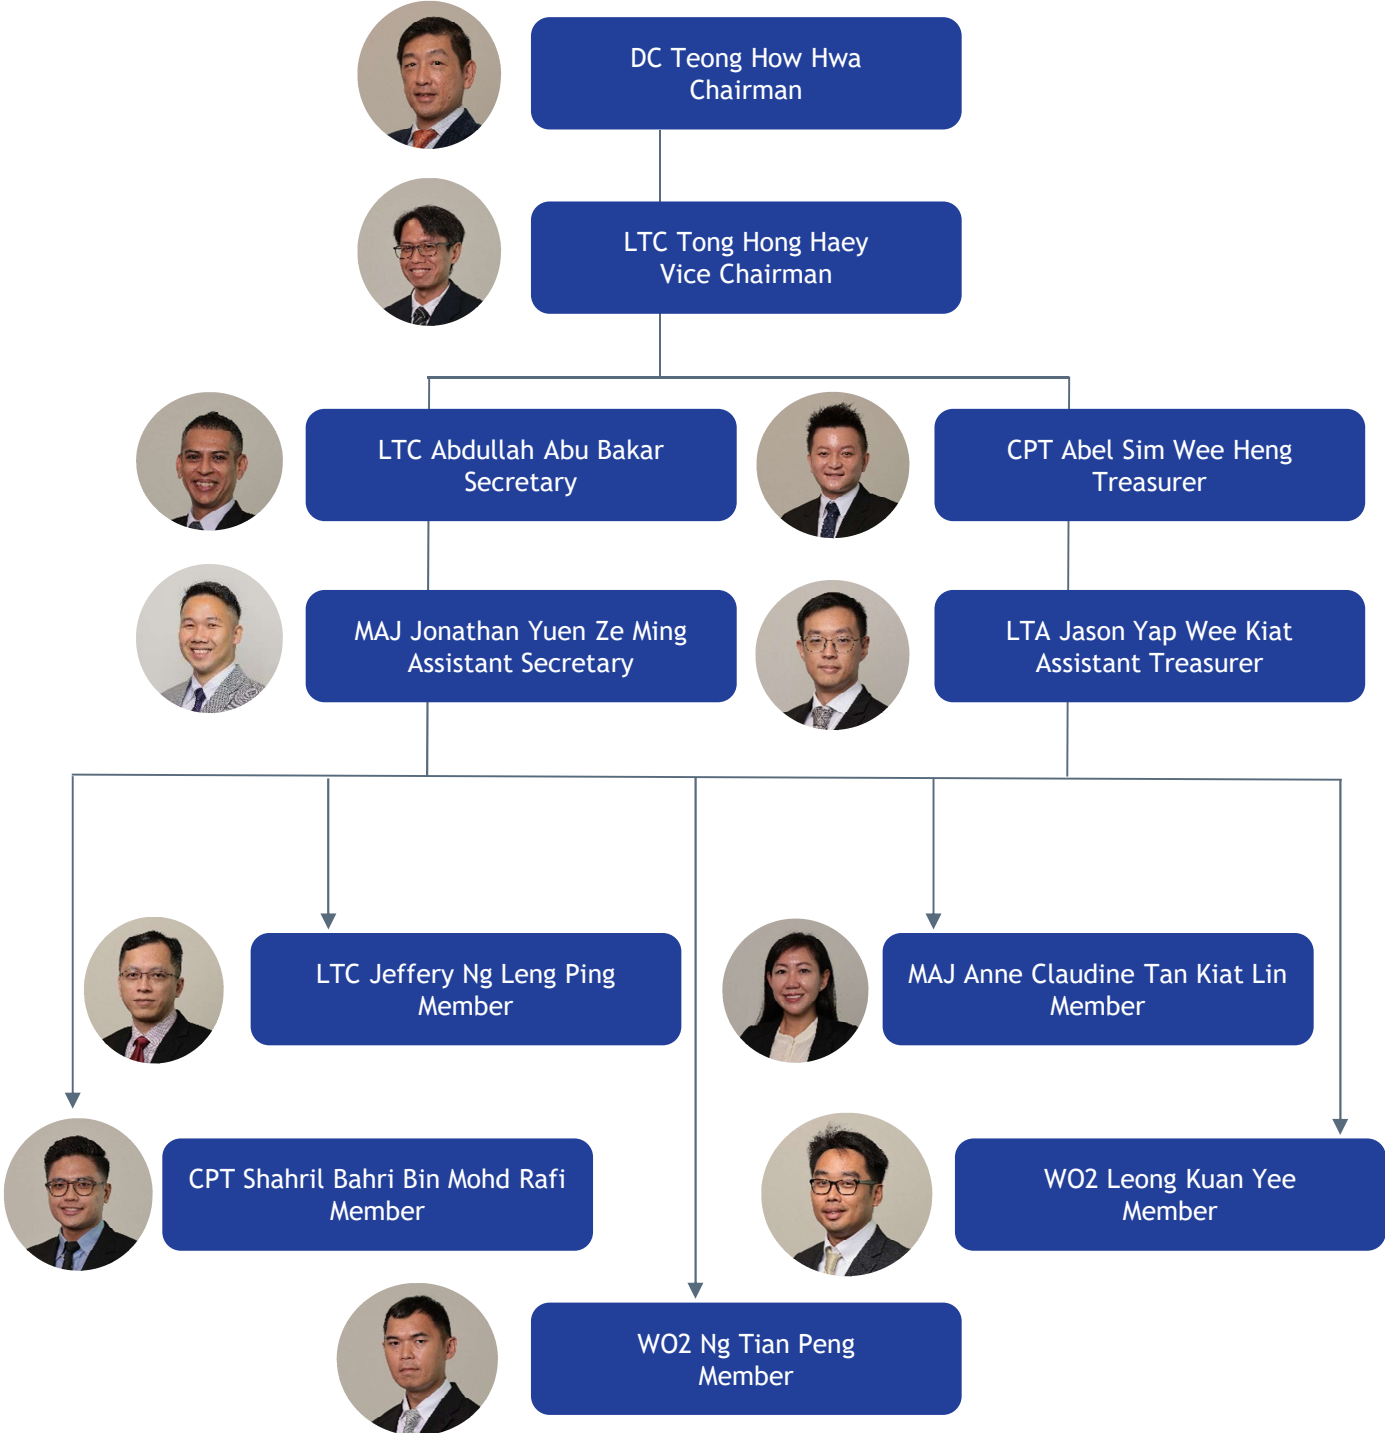 DC Teong How Hwa
Chairman
LTC Tong Hong Haey
Vice Chairman
LTC Abdullah Abu Bakar
Secretary
CPT Abel Sim Wee Heng
Treasurer
MAJ Jonathan Yuen Ze Ming
Assistant Secretary
LTA Jason Yap Wee Kiat
Assistant Treasurer
LTC Jeffery Ng Leng Ping
Member
MAJ Anne Claudine Tan Kiat Lin
Member
CPT Shahril Bahri Bin Mohd Rafi
Member
WO2 Leong Kuan Yee
Member
WO2 Ng Tian Peng
Member